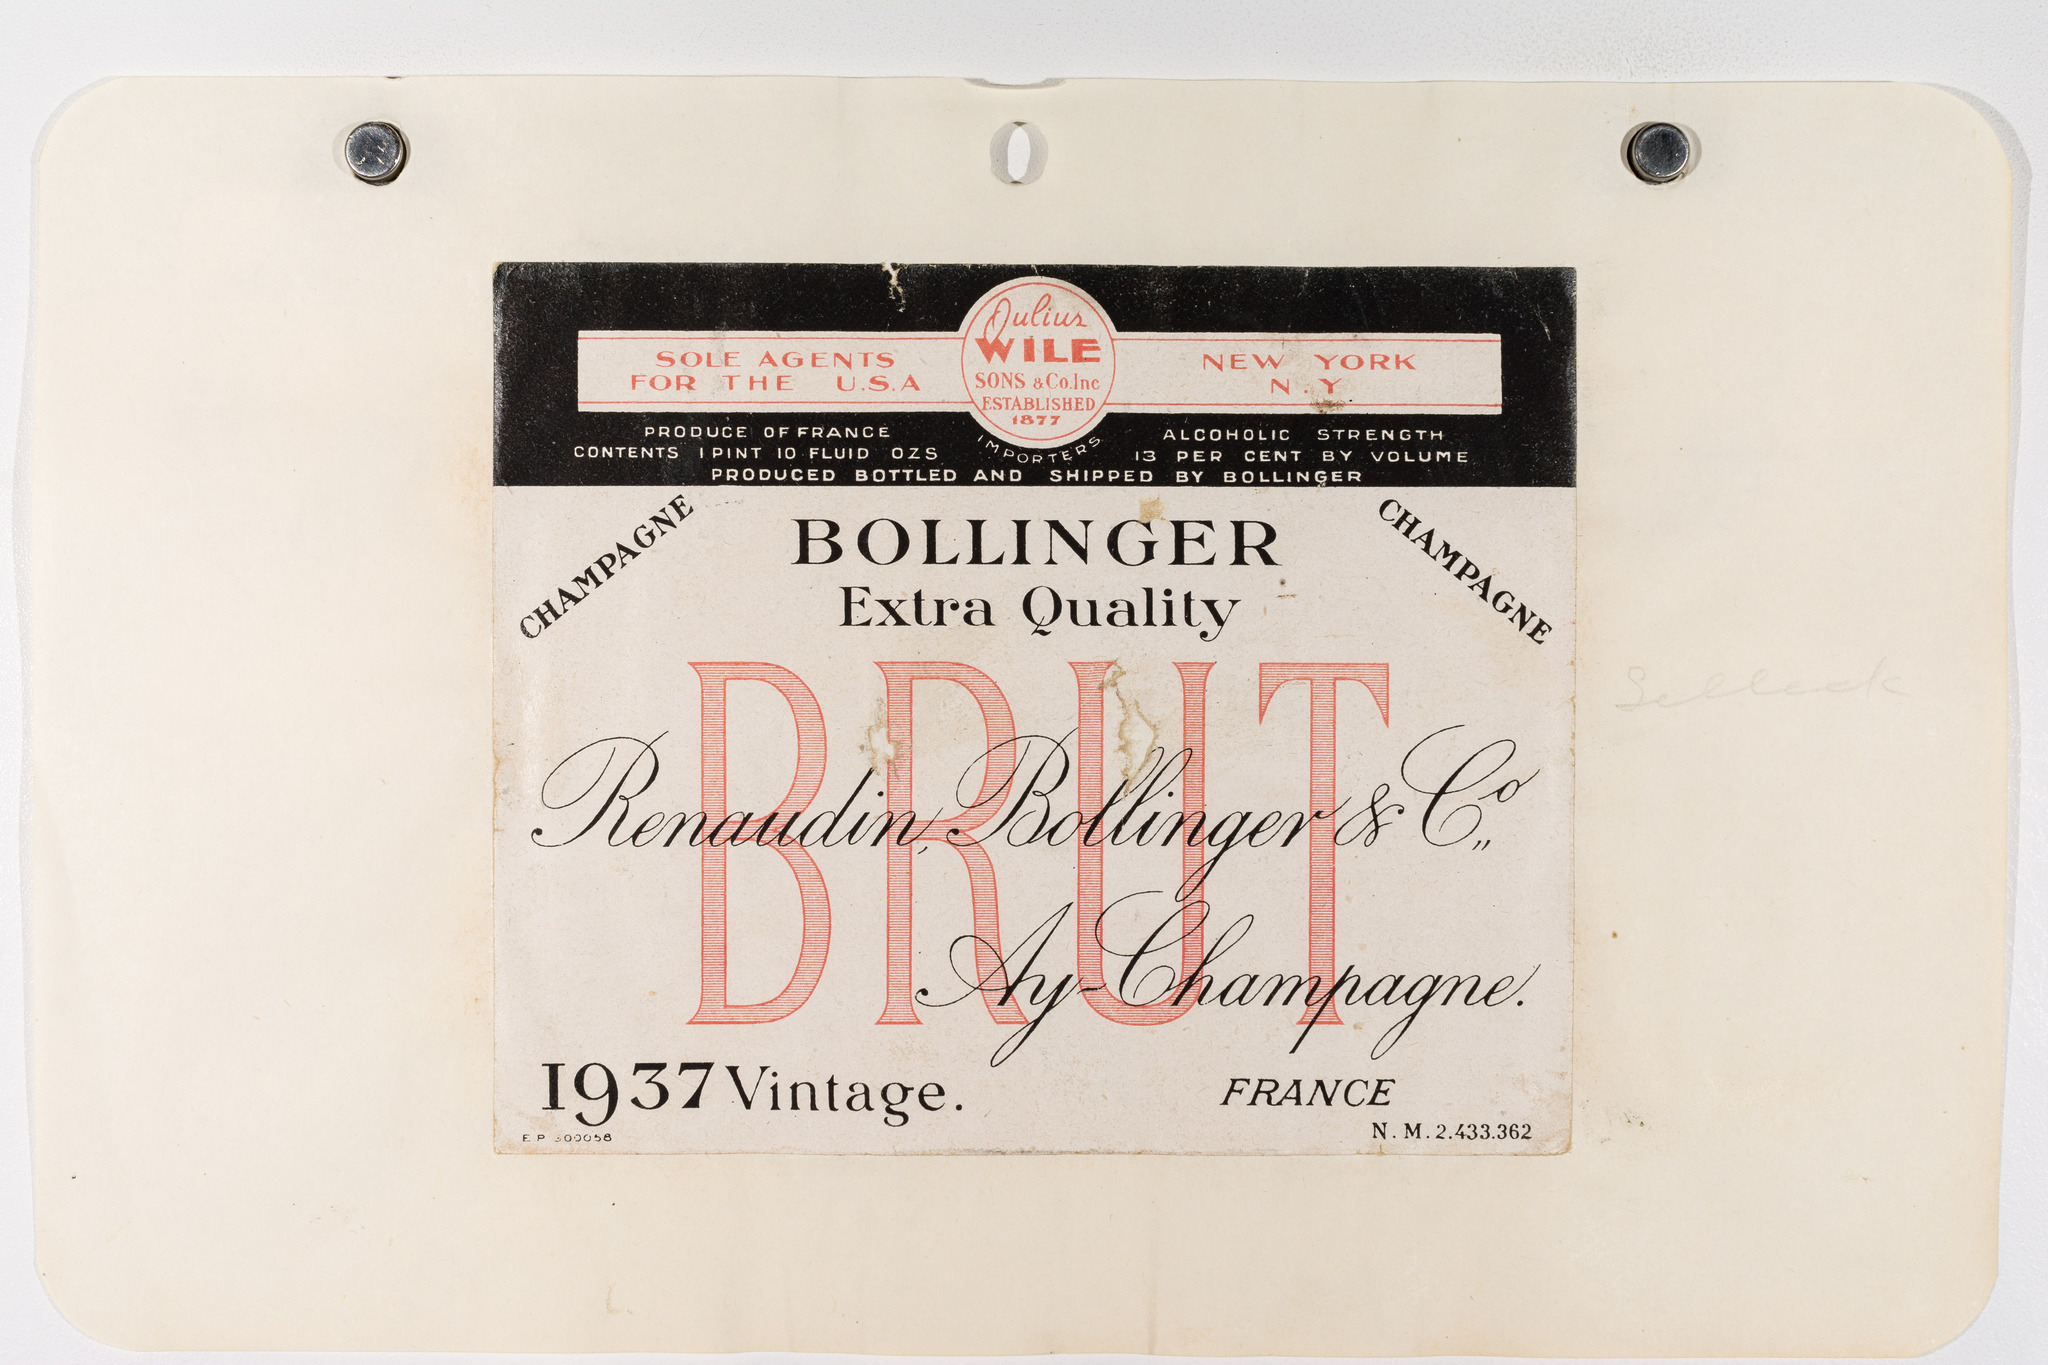 Julius
WILE
SONS & Co. Inc
ESTABLISHED
1877
IMPORTERS
SOLE AGENTS
FOR THE U.S.A
NEW YORK
N.Y
PRODUCE OF FRANCE
CONTENTS 1 PINT 10 FLUID OZS
ALCOHOLIC STRENGTH
13 PER CENT BY VOLUME
PRODUCED BOTTLED AND SHIPPED BY BOLLINGER
CHAMPAGNE
CHAMPAGNE
BOLLINGER
Extra Quality
BRUT
Renaudin, Bollinger & Co,,
Ay-Champagne.
1937 Vintage.
FRANCE
E P
N. M. 2.433.362